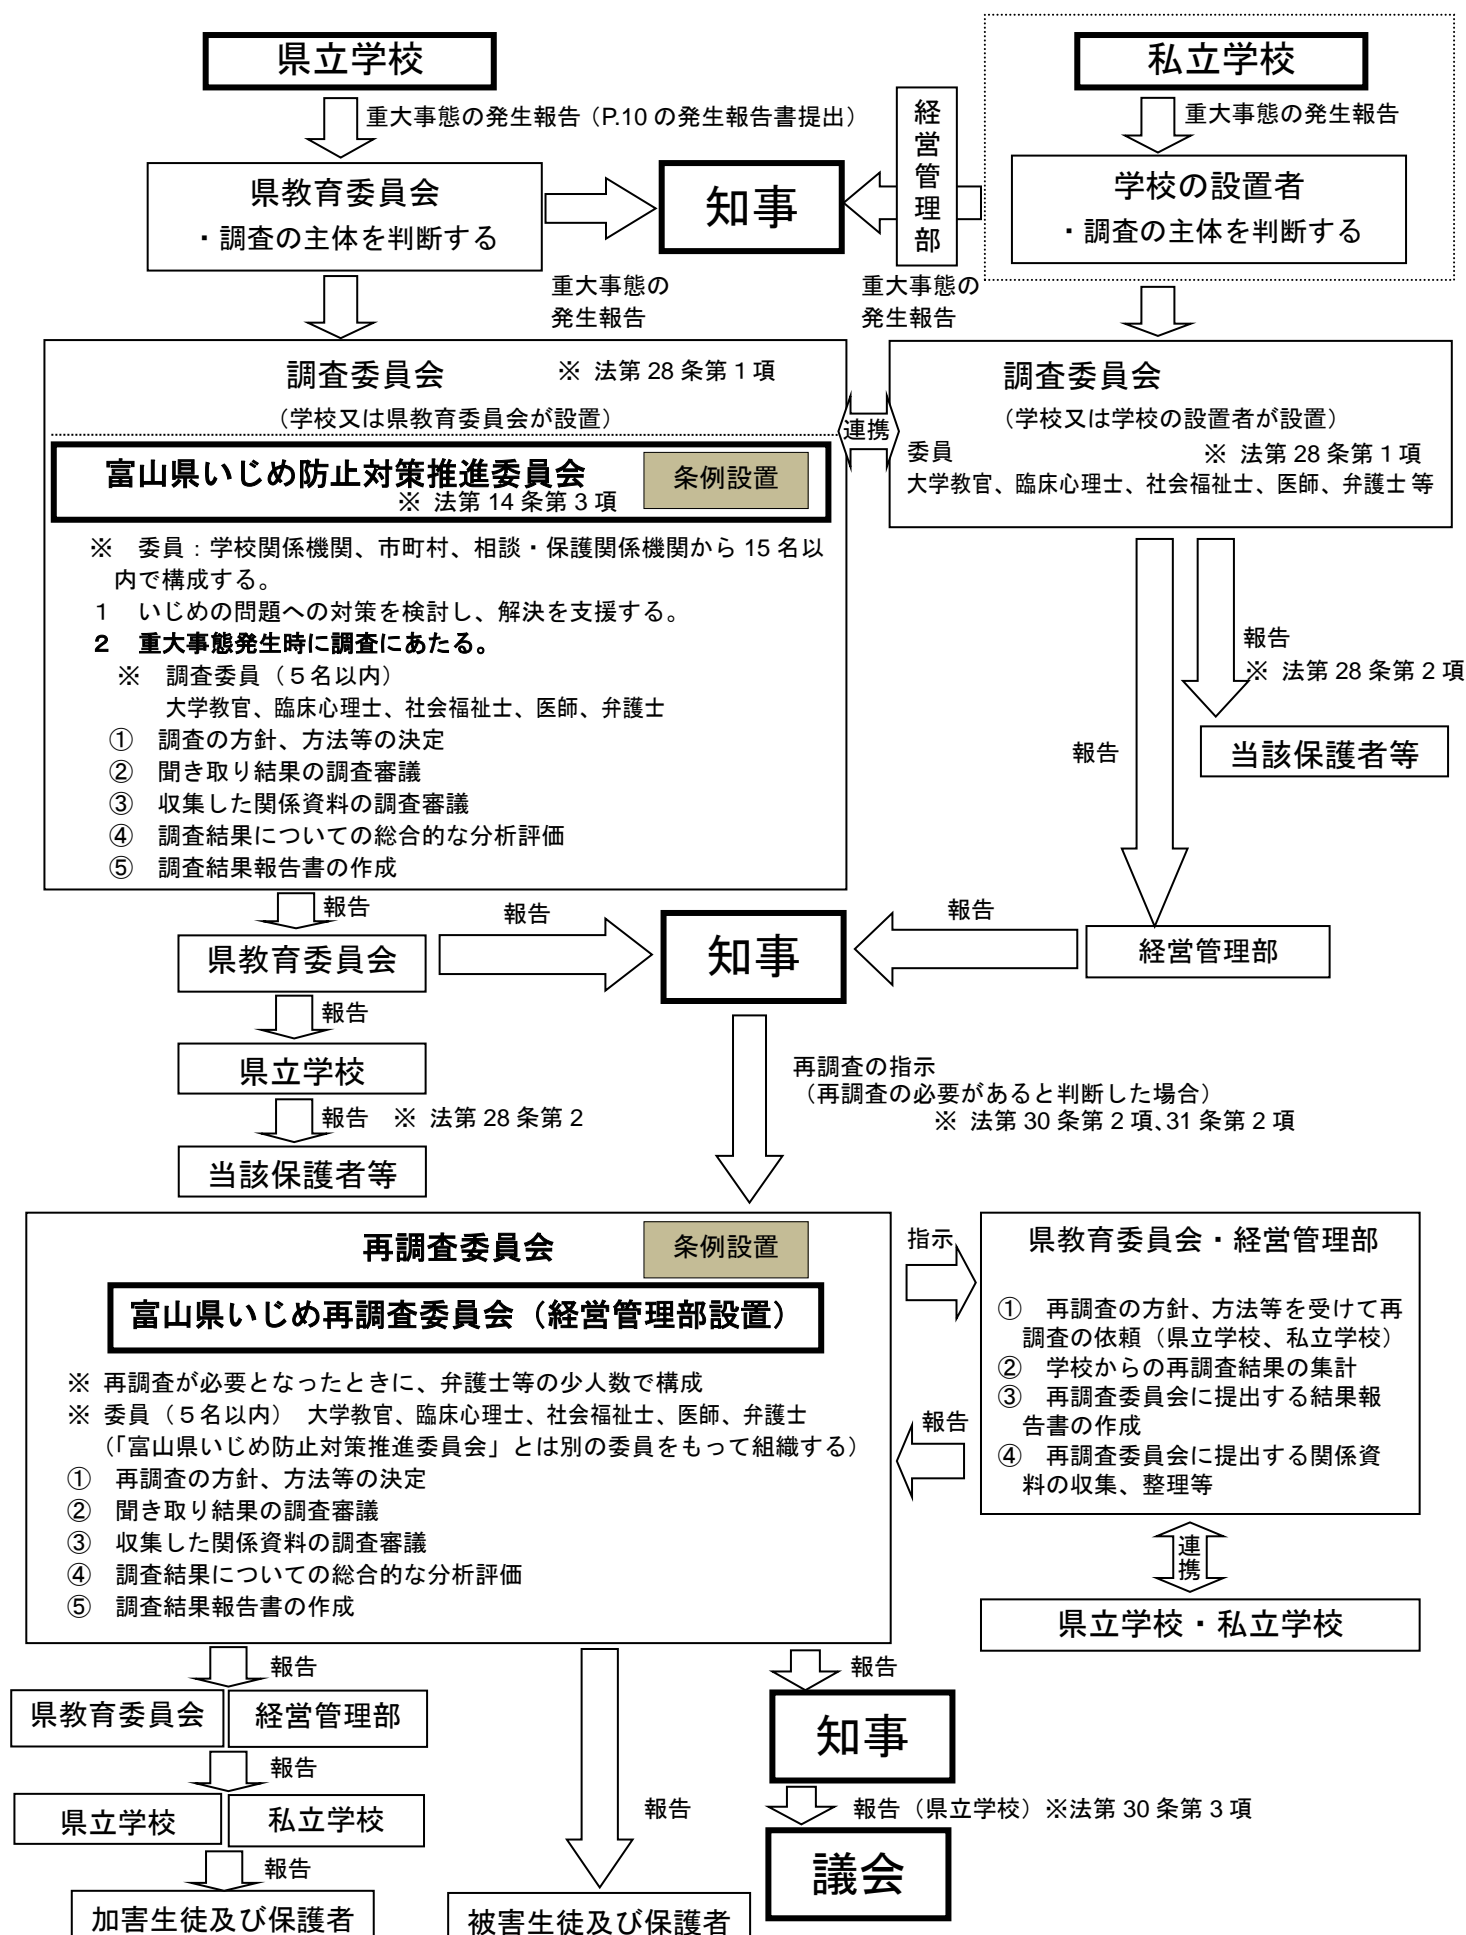 県立学校
私立学校
重大事態の発生報告（P.10 の発生報告書提出）
重大事態の発生報告
経営管理部
県教育委員会
・調査の主体を判断する
知事
学校の設置者
・調査の主体を判断する
重大事態の
発生報告
重大事態の
発生報告
調査委員会　※ 法第 28 条第 1 項
（学校又は県教育委員会が設置）
富山県いじめ防止対策推進委員会
※ 法第 14 条第 3 項
条例設置
連携
調査委員会
（学校又は学校の設置者が設置）
委員　※ 法第 28 条第 1 項
大学教官、臨床心理士、社会福祉士、医師、弁護士 等
※　委員：学校関係機関、市町村、相談・保護関係機関から 15 名以
内で構成する。
１　いじめの問題への対策を検討し、解決を支援する。
２　重大事態発生時に調査にあたる。
※　調査委員（５名以内）
大学教官、臨床心理士、社会福祉士、医師、弁護士
①　調査の方針、方法等の決定
②　聞き取り結果の調査審議
③　収集した関係資料の調査審議
④　調査結果についての総合的な分析評価
⑤　調査結果報告書の作成
報告
※ 法第 28 条第 2 項
当該保護者等
報告
報告
報告
報告
県教育委員会
知事
経営管理部
報告
県立学校
報告　※ 法第 28 条第 2
当該保護者等
再調査の指示
（再調査の必要があると判断した場合）
※ 法第 30 条第 2 項、31 条第 2 項
再調査委員会
条例設置
富山県いじめ再調査委員会（経営管理部設置）
※ 再調査が必要となったときに、弁護士等の少人数で構成
※ 委員（５名以内）　大学教官、臨床心理士、社会福祉士、医師、弁護士
（「富山県いじめ防止対策推進委員会」とは別の委員をもって組織する）
①　再調査の方針、方法等の決定
②　聞き取り結果の調査審議
③　収集した関係資料の調査審議
④　調査結果についての総合的な分析評価
⑤　調査結果報告書の作成
指示
報告
県教育委員会・経営管理部
①　再調査の方針、方法等を受けて再
調査の依頼（県立学校、私立学校）
②　学校からの再調査結果の集計
③　再調査委員会に提出する結果報
告書の作成
④　再調査委員会に提出する関係資
料の収集、整理等
連携
県立学校・私立学校
報告
県教育委員会
経営管理部
報告
県立学校
私立学校
報告
加害生徒及び保護者
報告
被害生徒及び保護者
報告
知事
報告（県立学校）※法第 30 条第 3 項
議会